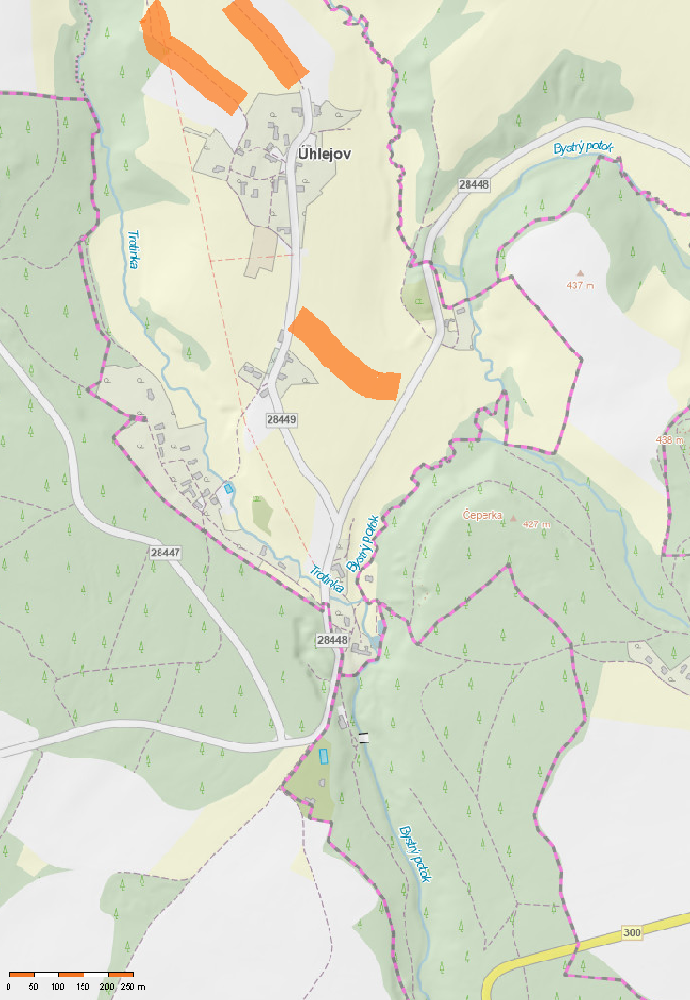 Úhlejov
Bystrý potok
28448
Trotinka
437 m
28449
438 m
Čeperka
427 m
Bystrý potok
28447
Trotinka
28448
Bystrý potok
300
0 50 100 150 200 250 m